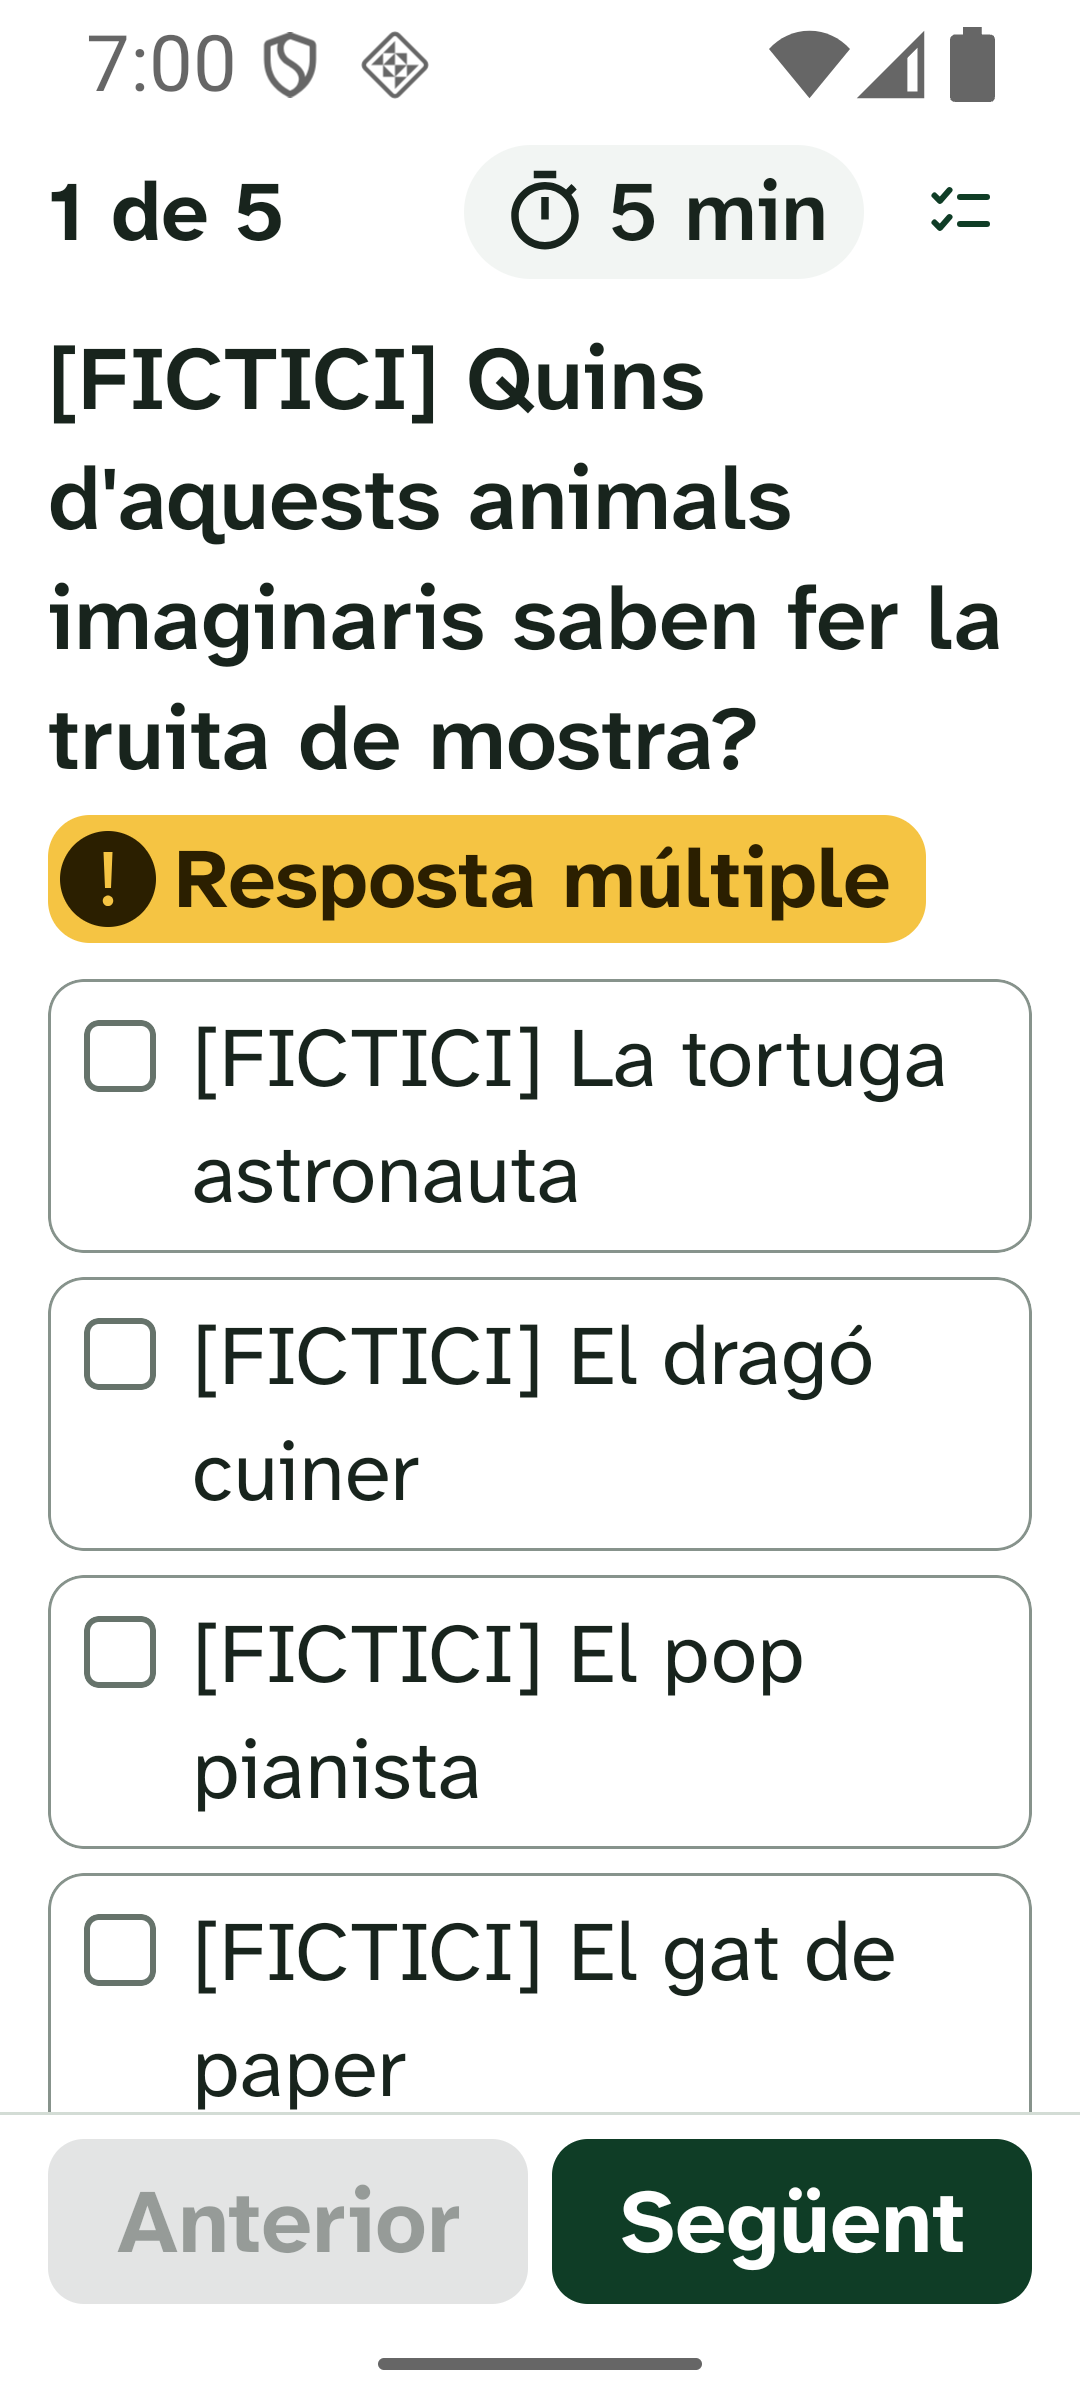 7:00
1 de 5
5 min
[FICTICI] Quins
d'aquests animals
imaginaris saben fer la
truita de mostra?
! Resposta múltiple
[FICTICI] La tortuga
astronauta
[FICTICI] El dragó
cuiner
[FICTICI] El pop
pianista
[FICTICI] El gat de
paper
Anterior
Següent